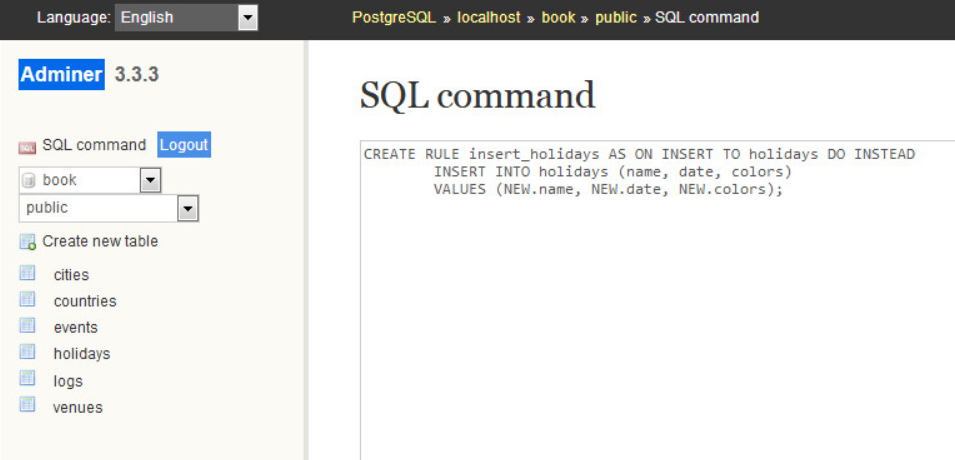 Language: English
PostgreSQL » localhost » book » public » SQL command
Adminer 3.3.3
SQL command
SQL SQL command Logout
CREATE RULE insert_holidays AS ON INSERT TO holidays DO INSTEAD
INSERT INTO holidays (name, date, colors)
VALUES (NEW.name, NEW.date, NEW.colors);
book
public
Create new table
cities
countries
events
holidays
logs
venues